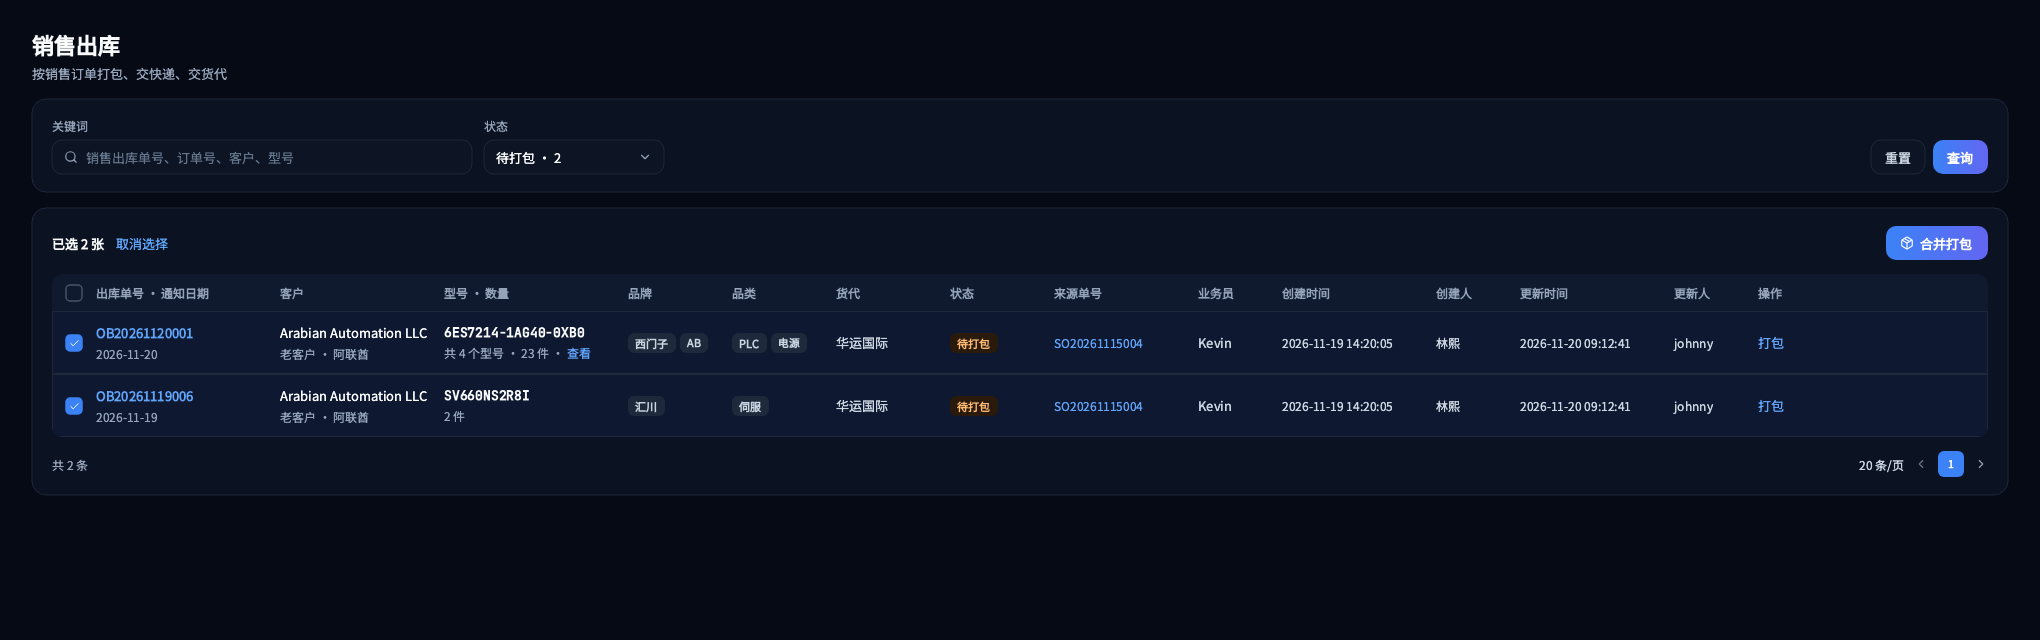 销售出库
按销售订单打包、交快递、交货代
关键词
状态
销售出库单号、订单号、客户、型号
待打包 · 2
重置
查询
已选 2 张 取消选择
合并打包
出库单号 · 通知日期 客户 型号 · 数量 品牌 品类 货代 状态 来源单号 业务员 创建时间 创建人 更新时间 更新人 操作
OB20261120001 Arabian Automation LLC 6ES7214-1AG40-0XB0
西门子 AB PLC 电源 华运国际 待打包 SO20261115004 Kevin 2026-11-19 14:20:05 林熙 2026-11-20 09:12:41 johnny 打包
2026-11-20 老客户 · 阿联酋 共 4 个型号 · 23 件 · 查看
OB20261119006 Arabian Automation LLC SV660NS2R8I
汇川 伺服 华运国际 待打包 SO20261115004 Kevin 2026-11-19 14:20:05 林熙 2026-11-20 09:12:41 johnny 打包
2026-11-19 老客户 · 阿联酋 2 件
共 2 条
20 条/页 1